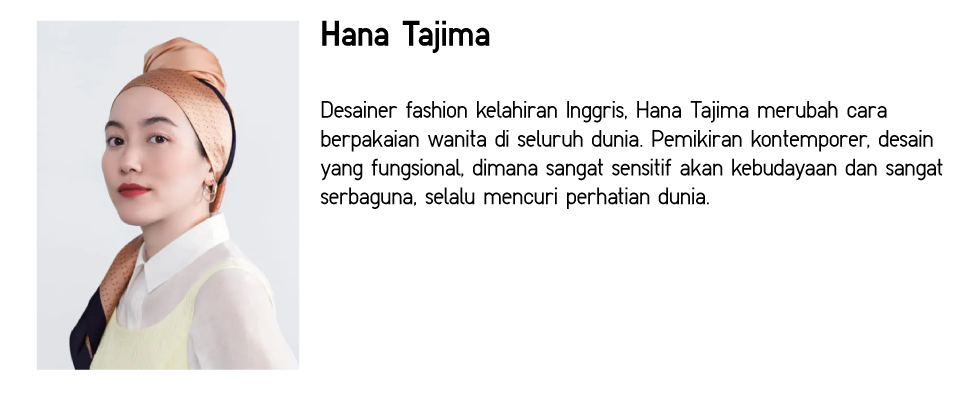 Hana Tajima
Desainer fashion kelahiran Inggris, Hana Tajima merubah cara
berpakaian wanita di seluruh dunia. Pemikiran kontemporer, desain
yang fungsional, dimana sangat sensitif akan kebudayaan dan sangat
serbaguna, selalu mencuri perhatian dunia.